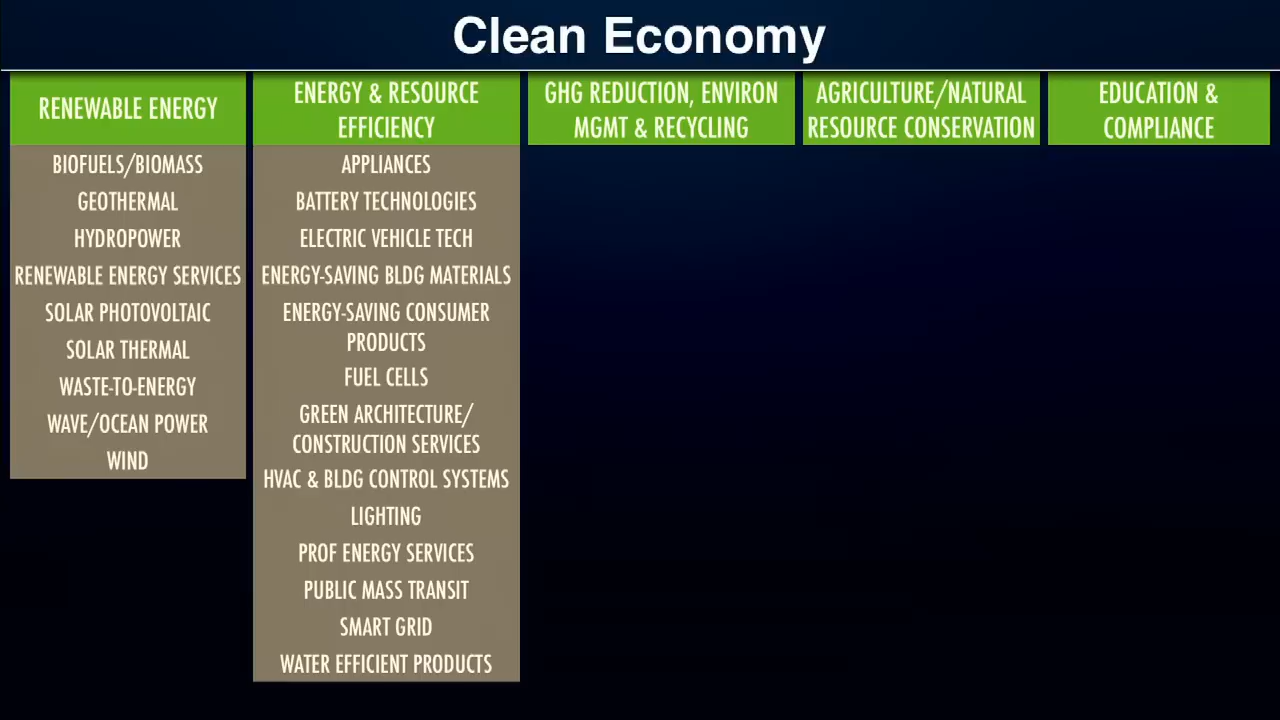 Clean Economy
RENEWABLE ENERGY
BIOFUELS/BIOMASS
GEOTHERMAL
HYDROPOWER
RENEWABLE ENERGY SERVICES
SOLAR PHOTOVOLTAIC
SOLAR THERMAL
WASTE-TO-ENERGY
WAVE/OCEAN POWER
WIND
ENERGY & RESOURCE
EFFICIENCY
APPLIANCES
BATTERY TECHNOLOGIES
ELECTRIC VEHICLE TECH
ENERGY-SAVING BLDG MATERIALS
ENERGY-SAVING CONSUMER
PRODUCTS
FUEL CELLS
GREEN ARCHITECTURE/
CONSTRUCTION SERVICES
HVAC & BLDG CONTROL SYSTEMS
LIGHTING
PROF ENERGY SERVICES
PUBLIC MASS TRANSIT
SMART GRID
WATER EFFICIENT PRODUCTS
GHG REDUCTION, ENVIRON
MGMT & RECYCLING
AGRICULTURE/NATURAL
RESOURCE CONSERVATION
EDUCATION &
COMPLIANCE